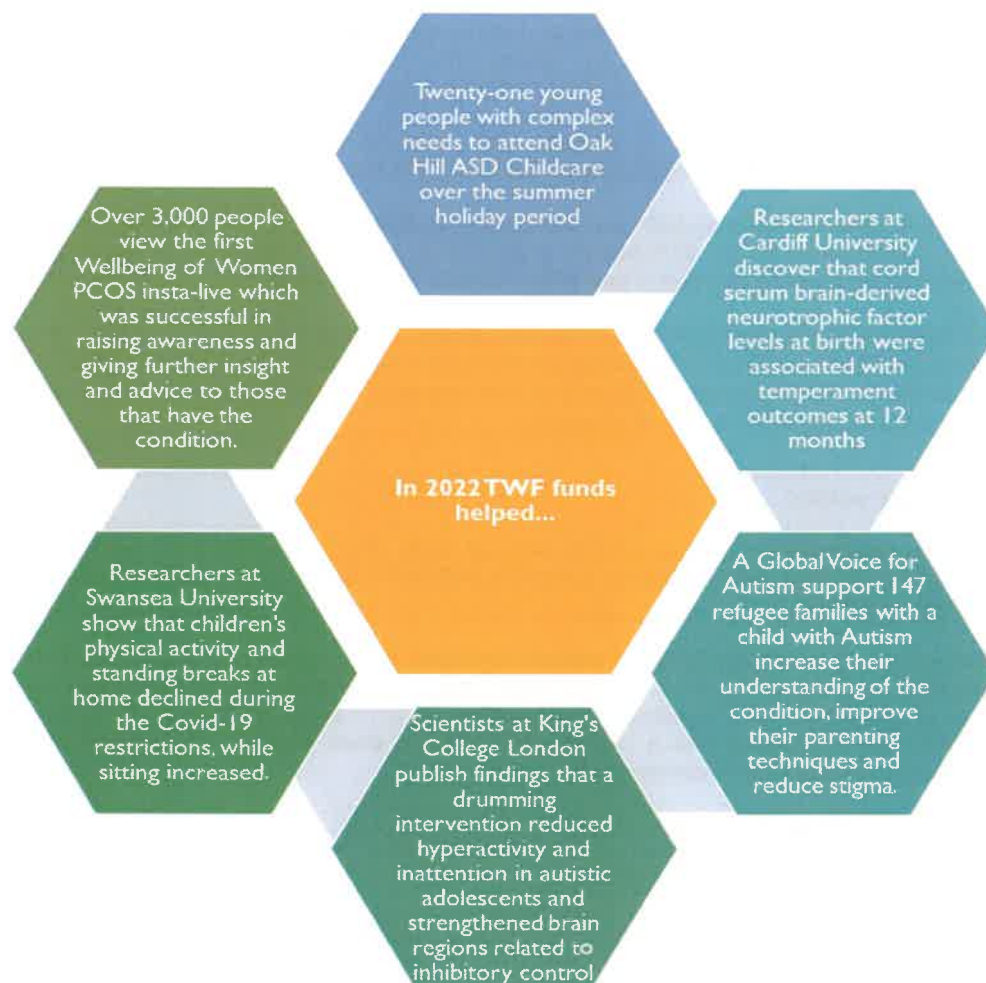 Twenty-one young
people with complex
needs to attend Oak
Hill ASD Childcare
over the summer
holiday period
Researchers at
Cardiff University
discover that cord
serum brain-derived
neurotrophic factor
levels at birth were
associated with
temperament
outcomes at 12
months
A Global Voice for
Autism support 147
refugee families with a
child with Autism
increase their
understanding of the
condition, improve
their parenting
techniques and
reduce stigma.
Scientists at King's
College London
publish findings that a
drumming
intervention reduced
hyperactivity and
inattention in autistic
adolescents and
strengthened brain
regions related to
inhibitory control
Researchers at
Swansea University
show that children's
physical activity and
standing breaks at
home declined during
the Covid-19
restrictions, while
sitting increased.
Over 3,000 people
view the first
Wellbeing of Women
PCOS insta-live which
was successful in
raising awareness and
giving further insight
and advice to those
that have the
condition.
In 2022 TWF funds
helped...